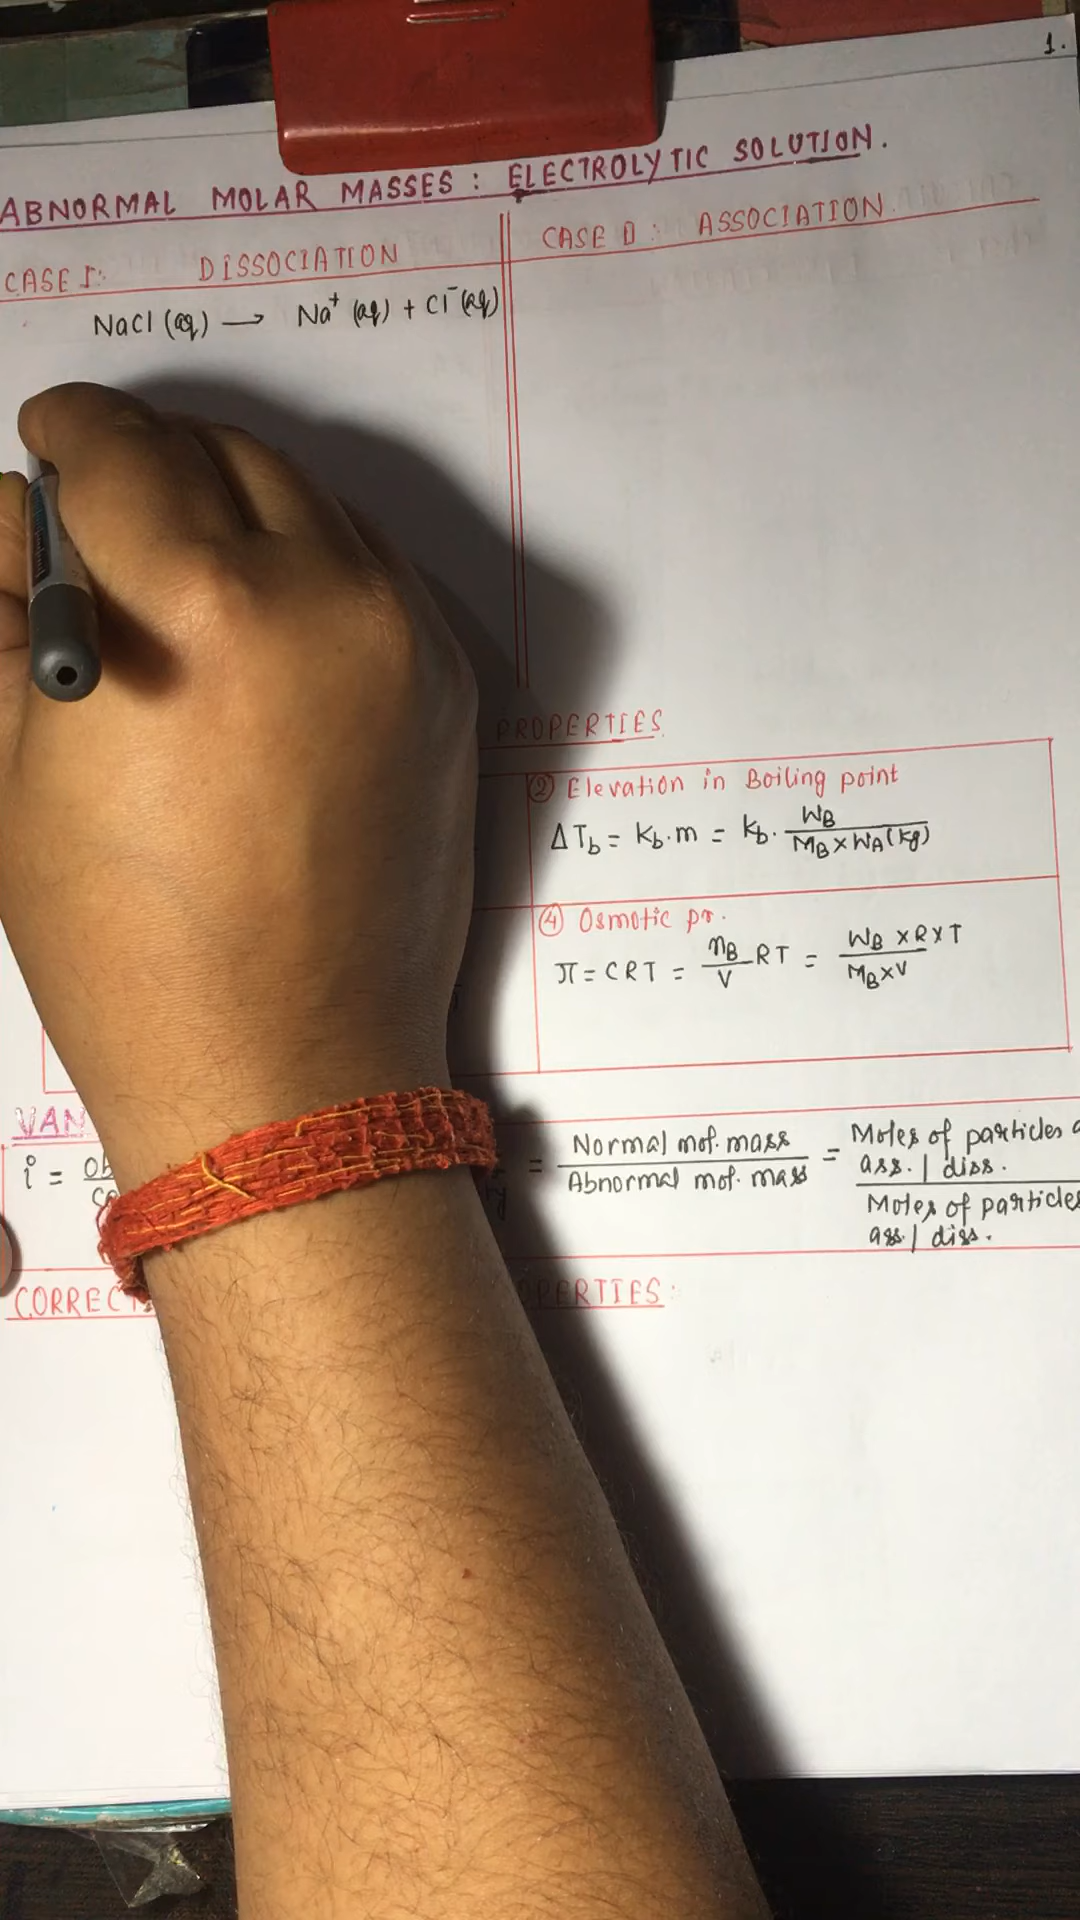 1.
ABNORMAL MOLAR MASSES : ELECTROLYTIC SOLUTION.
CASE I: DISSOCIATION
NaCl (aq) → Na⁺ (aq) + Cl⁻ (aq)
CASE II : ASSOCIATION
PROPERTIES
② Elevation in Boiling point
ΔTb = Kb.m = Kb. WB / MB × WA (kg)
④ Osmotic pr.
π = CRT = nB/V RT = WB × R × T / MB × V
VAN
i =
= Normal mol. mass / Abnormal mol. mass = Moles of particles
ass. / diss.
Moles of particles
ass. / diss.
CORRECT PERTIES: